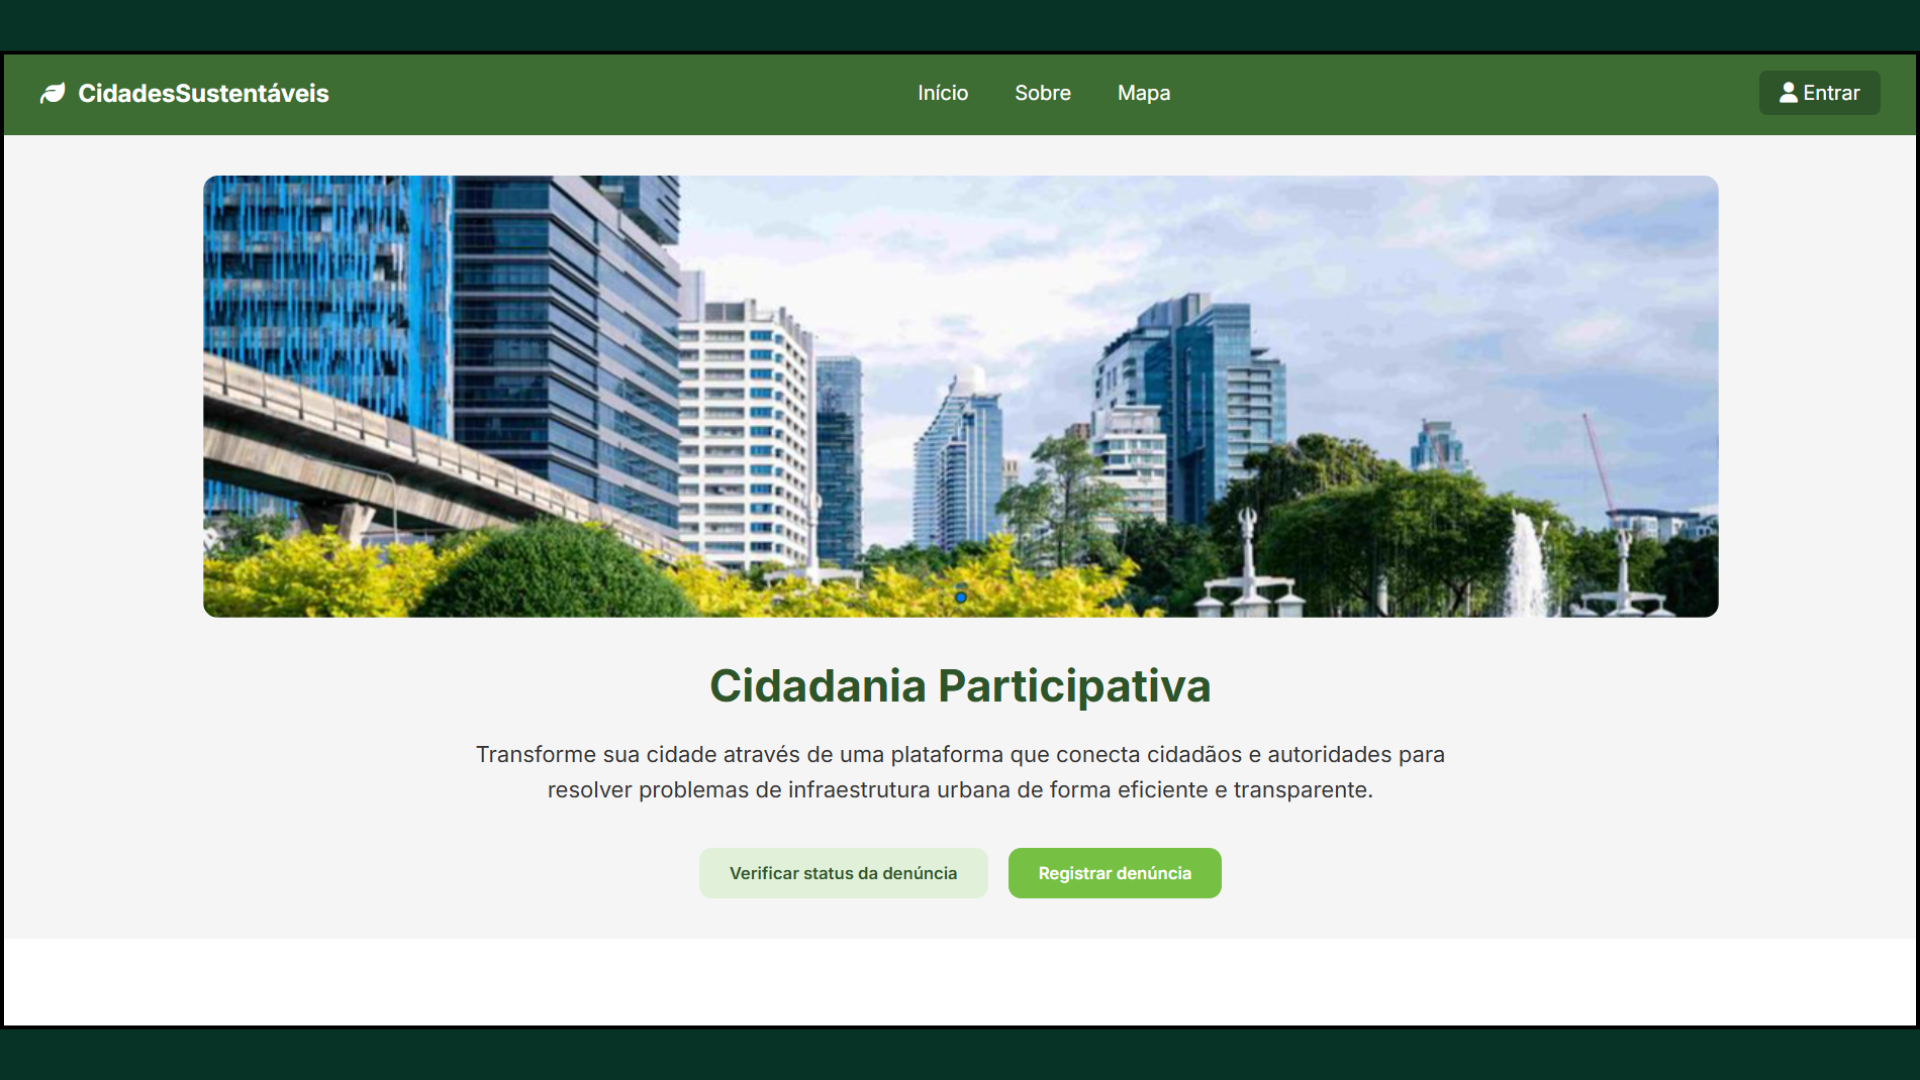 CidadesSustentáveis
Início
Sobre
Mapa
Entrar
Cidadania Participativa
Transforme sua cidade através de uma plataforma que conecta cidadãos e autoridades para
resolver problemas de infraestrutura urbana de forma eficiente e transparente.
Verificar status da denúncia
Registrar denúncia